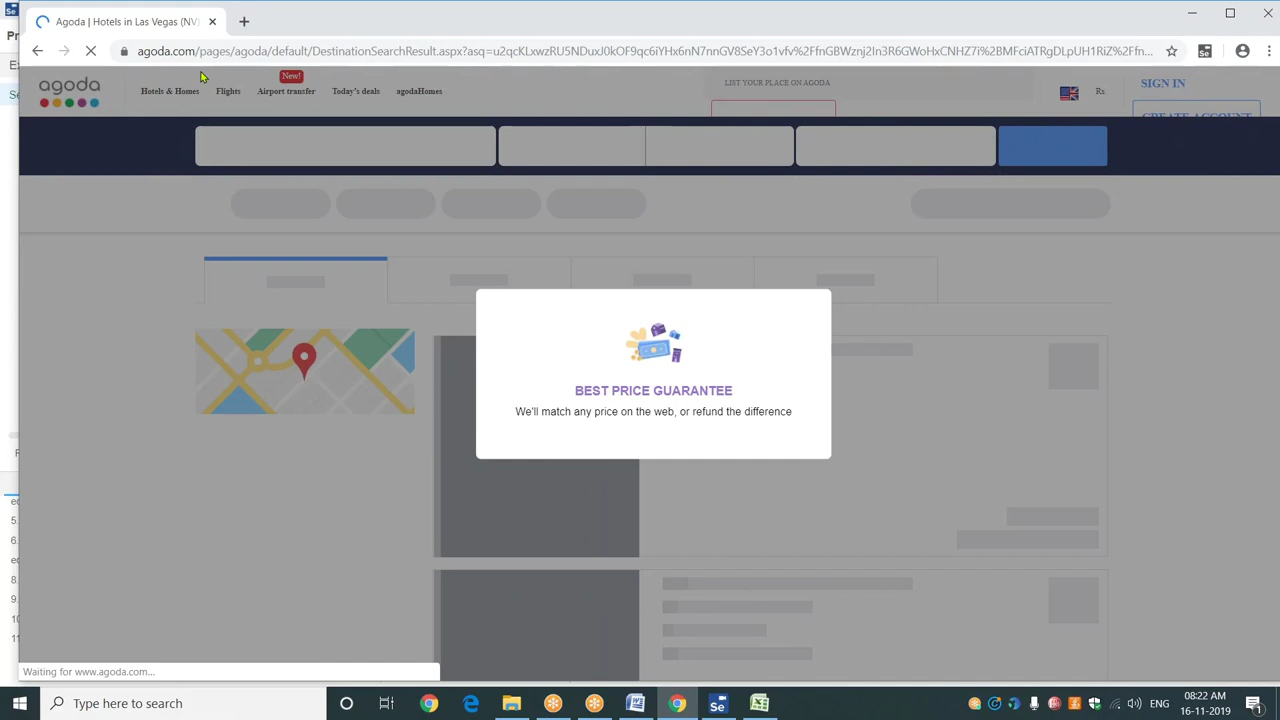 Agoda | Hotels in Las Vegas (NV)
agoda.com/pages/agoda/default/DestinationSearchResult.aspx?asq=u2qcKLxwzRU5NDuxJ0kOF9qc6iYHx6nN7nnGV8SeY3o1vfv%2FfnGBWznj2In3R6GWoHxCNHZ7i%2BMFciATRgDLpUH1RiZ%2Ffn...
agoda
Hotels & Homes
Flights
New!
Airport transfer
Today's deals
agodaHomes
LIST YOUR PLACE ON AGODA
Rs.
SIGN IN
CREATE ACCOUNT
BEST PRICE GUARANTEE
We'll match any price on the web, or refund the difference
Waiting for www.agoda.com...
Type here to search
Se
ENG
08:22 AM
16-11-2019